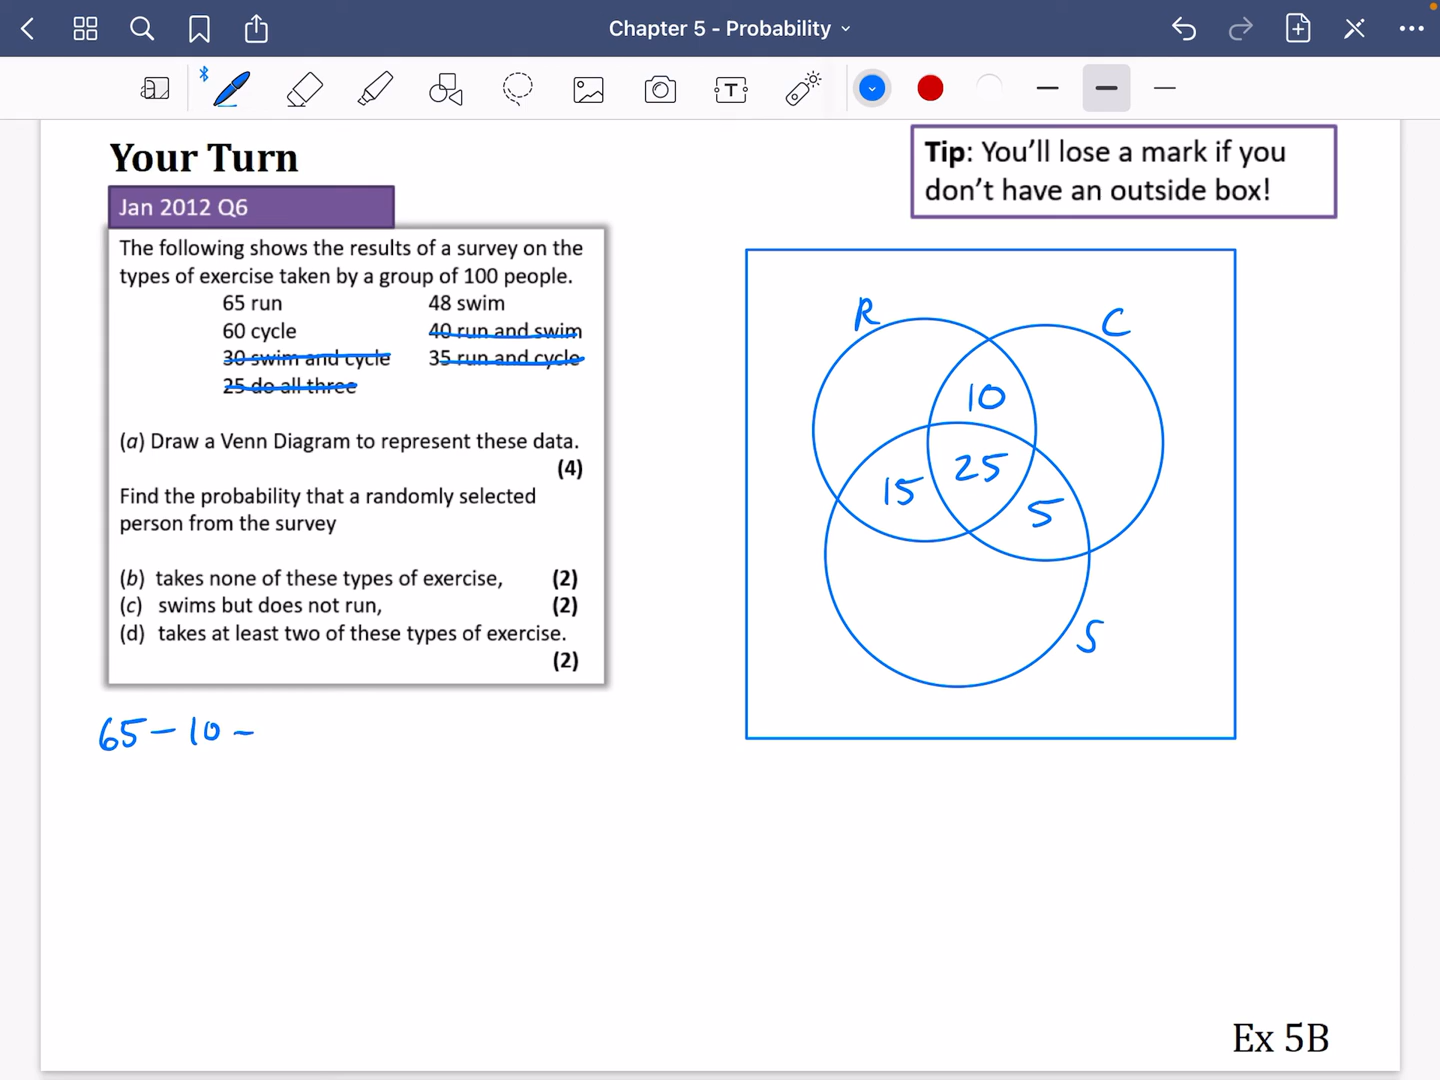 Chapter 5 - Probability
Your Turn
Tip: You'll lose a mark if you
don't have an outside box!
Jan 2012 Q6
The following shows the results of a survey on the
types of exercise taken by a group of 100 people.
65 run 48 swim
60 cycle 40 run and swim
30 swim and cycle 35 run and cycle
25 do all three
(a) Draw a Venn Diagram to represent these data.
(4)
Find the probability that a randomly selected
person from the survey
(b) takes none of these types of exercise, (2)
(c) swims but does not run, (2)
(d) takes at least two of these types of exercise.
(2)
R
C
10
25
15
5
S
65 - 10 -
Ex 5B